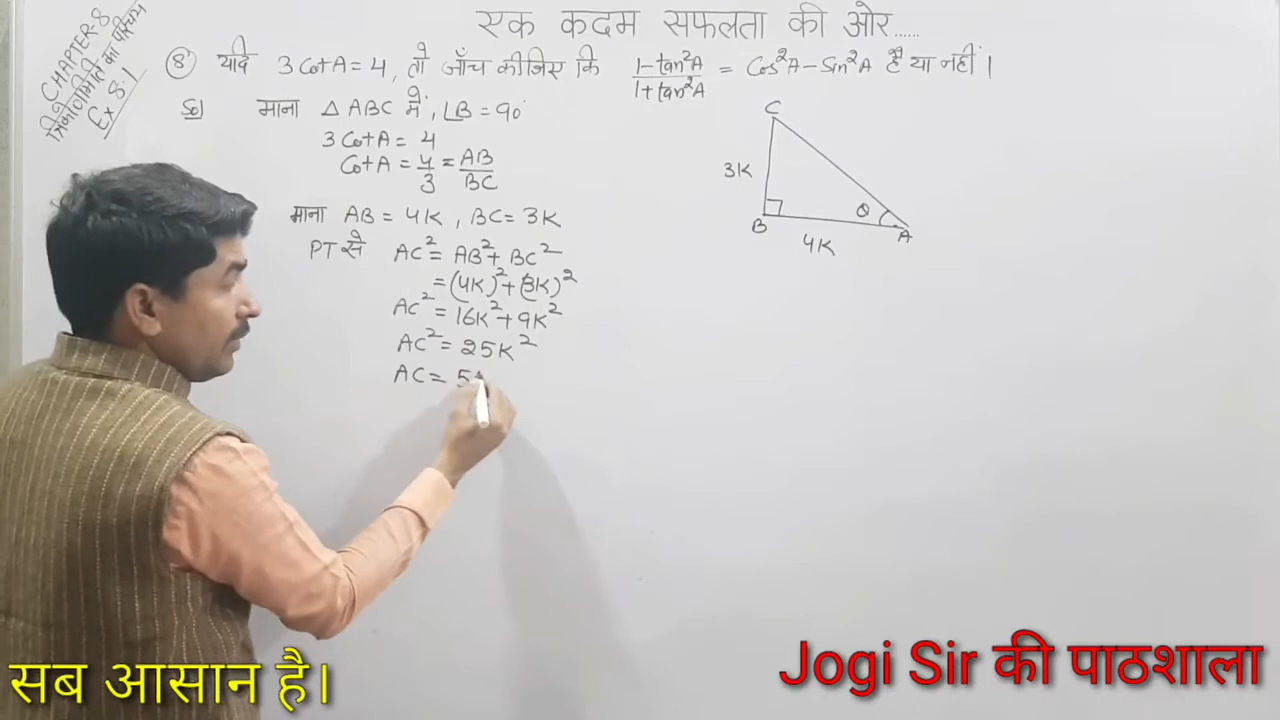 एक कदम सफलता की ओर......
CHAPTER-8
त्रिकोणमिति का परिचय
Ex 8.1
8. यदि 3 Cot A = 4, तो जाँच कीजिए कि (1-tan²A)/(1+tan²A) = Cos²A - Sin²A है या नहीं।
Sol माना △ ABC में, ∠B = 90°
3 Cot A = 4
Cot A = 4/3 = AB/BC
माना AB = 4K, BC = 3K
PT से AC² = AB² + BC²
= (4K)² + (3K)²
AC² = 16K² + 9K²
AC² = 25K²
AC = 5
C
3K
B
4K
θ
A
सब आसान है।
Jogi Sir की पाठशाला